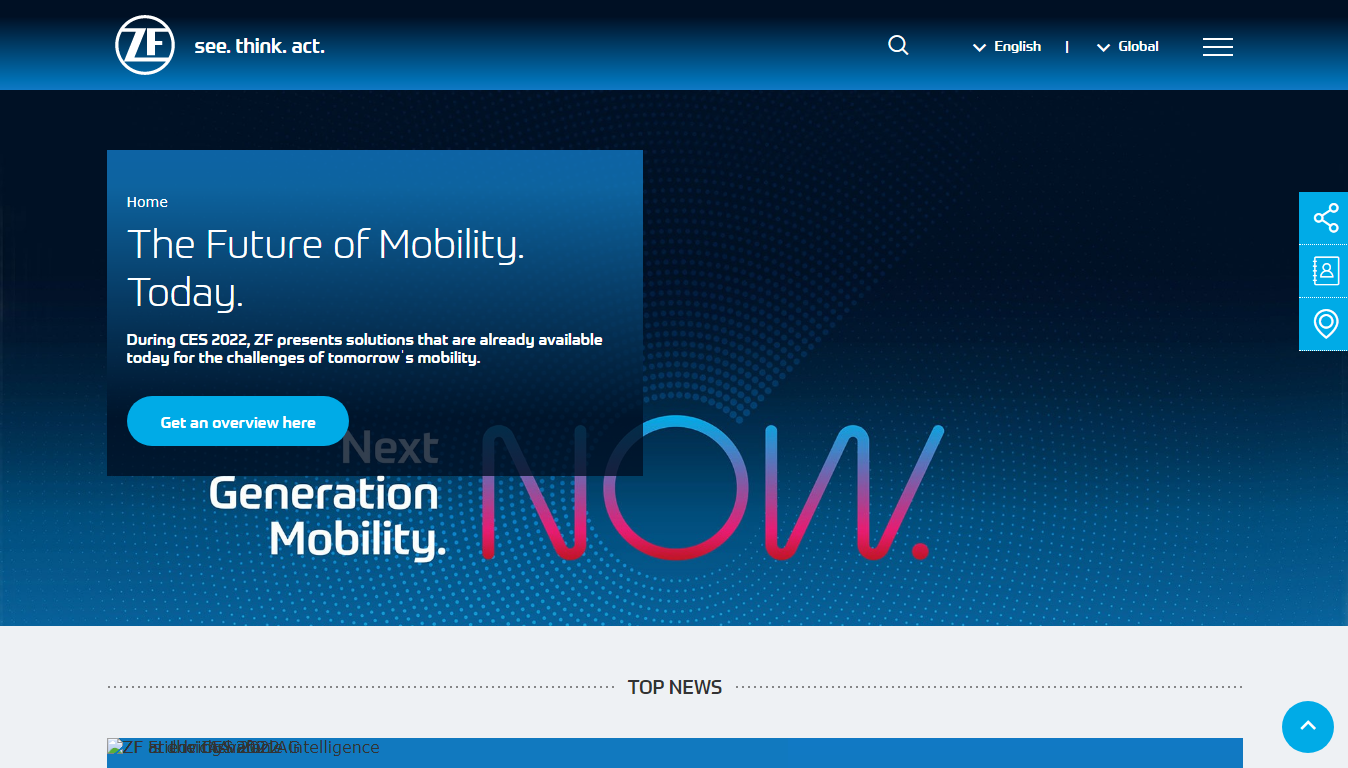 ZF
see. think. act.
English | Global
Home
The Future of Mobility.
Today.
During CES 2022, ZF presents solutions that are already available
today for the challenges of tomorrow's mobility.
Get an overview here
Next
Generation
Mobility.
NOW.
TOP NEWS
ZF
Intelligence